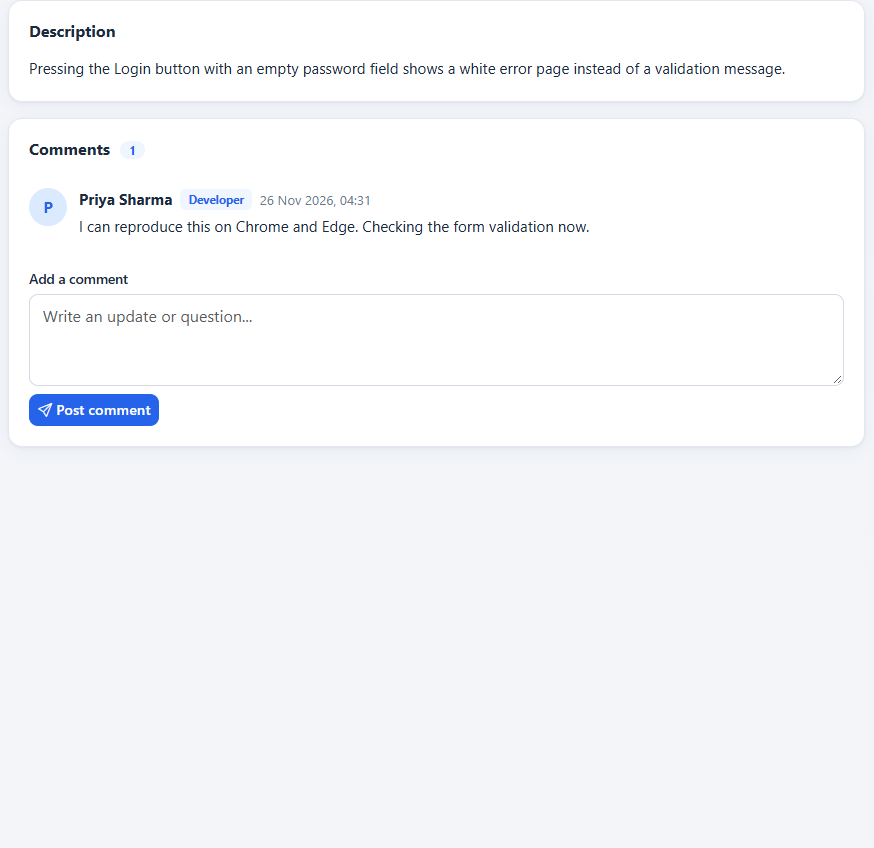 Description
Pressing the Login button with an empty password field shows a white error page instead of a validation message.
Comments 1
P
Priya Sharma Developer 26 Nov 2026, 04:31
I can reproduce this on Chrome and Edge. Checking the form validation now.
Add a comment
Write an update or question...
Post comment